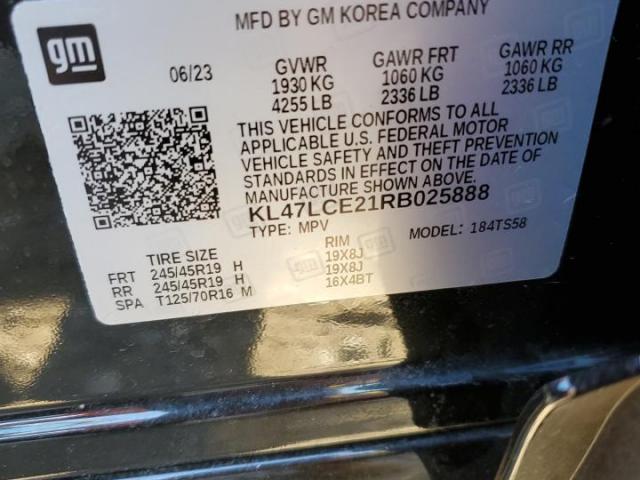 MFD BY GM KOREA COMPANY
gm
06/23 GVWR GAWR FRT GAWR RR
1930 KG 1060 KG 1060 KG
4255 LB 2336 LB 2336 LB
THIS VEHICLE CONFORMS TO ALL
APPLICABLE U.S. FEDERAL MOTOR
VEHICLE SAFETY AND THEFT PREVENTION
STANDARDS IN EFFECT ON THE DATE OF
MANUFACTURE SHOWN ABOVE.
KL47LCE21RB025888
TYPE: MPV MODEL: 184TS58
TIRE SIZE RIM
FRT 245/45R19 H 19X8J
RR 245/45R19 H 19X8J
SPA T125/70R16 M 16X4BT